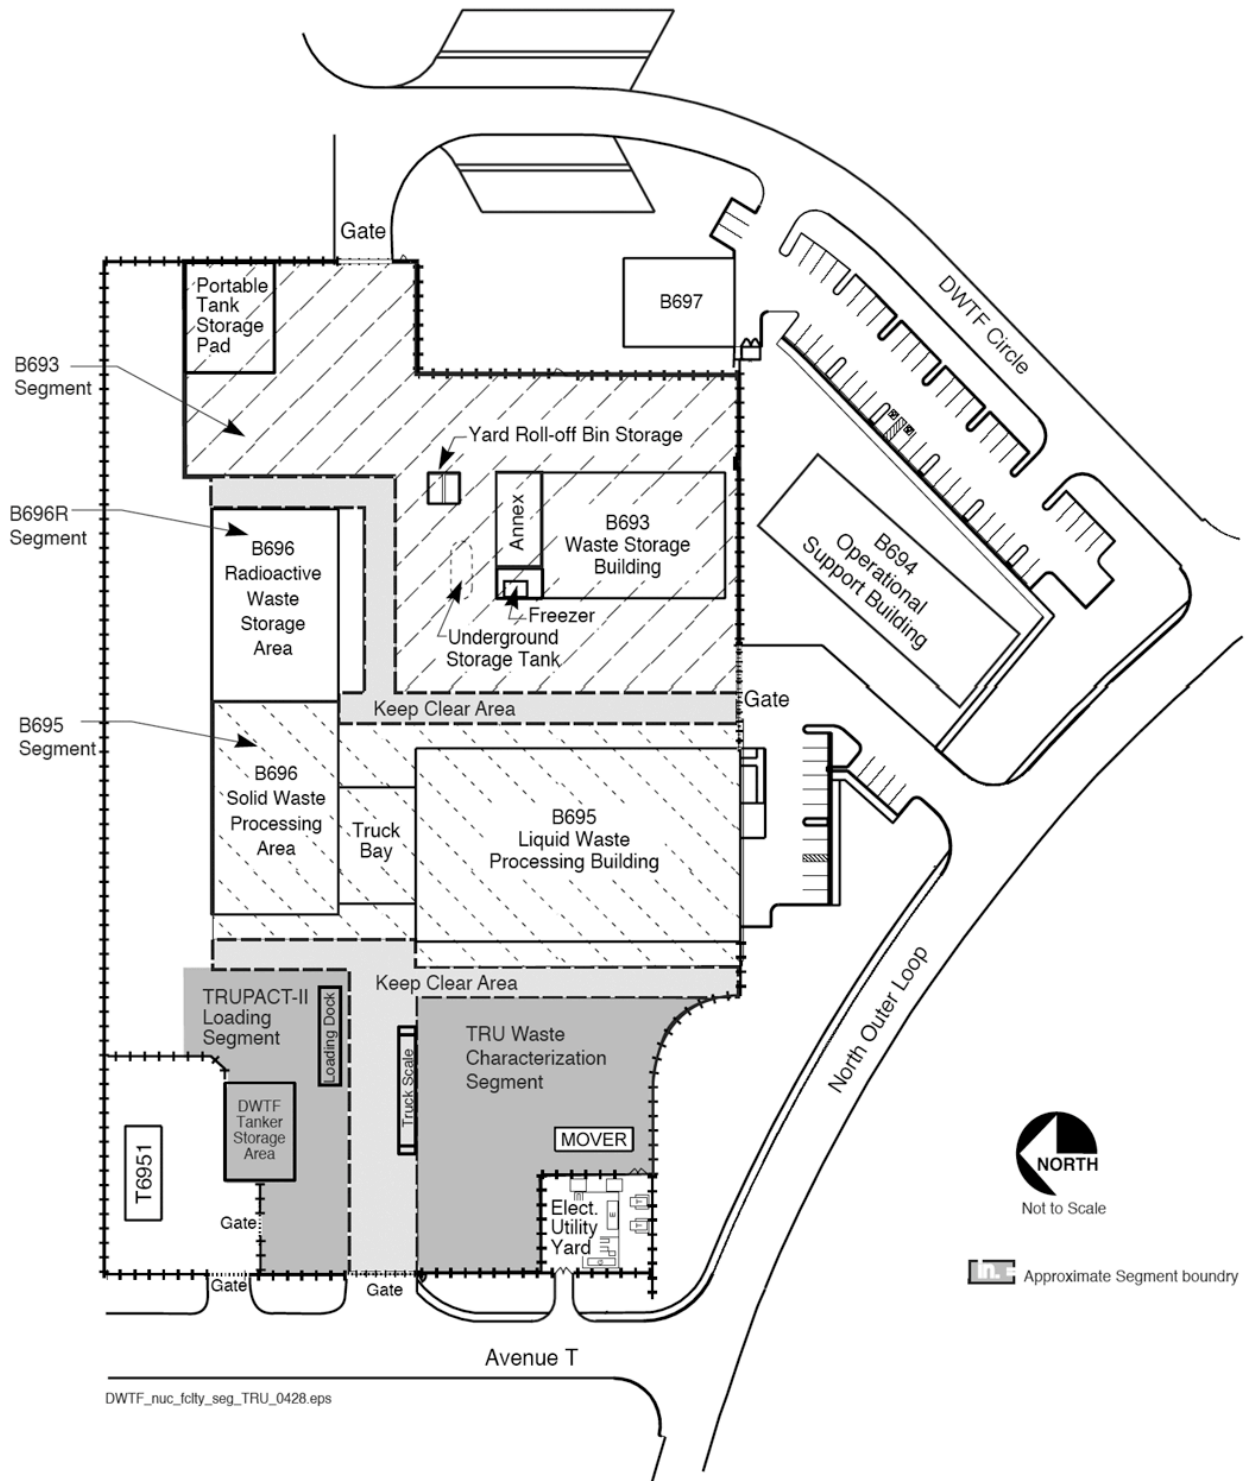 Gate
Portable
Tank
Storage
Pad
B697
DWTF Circle
B693
Segment
Yard Roll-off Bin Storage
Annex
B693
Waste Storage
Building
B694
Operational
Support Building
B696R
Segment
B696
Radioactive
Waste
Storage
Area
Freezer
Underground
Storage Tank
Keep Clear Area
Gate
B695
Segment
B696
Solid Waste
Processing
Area
Truck
Bay
B695
Liquid Waste
Processing Building
Keep Clear Area
TRUPACT-II
Loading
Segment
Loading Dock
Truck Scale
TRU Waste
Characterization
Segment
North Outer Loop
DWTF
Tanker
Storage
Area
MOVER
T6951
NORTH
Not to Scale
Elect.
Utility
Yard
E
T
T
Gate
Gate
Gate
In. =
Approximate Segment boundry
Avenue T
DWTF_nuc_fclty_seg_TRU_0428.eps